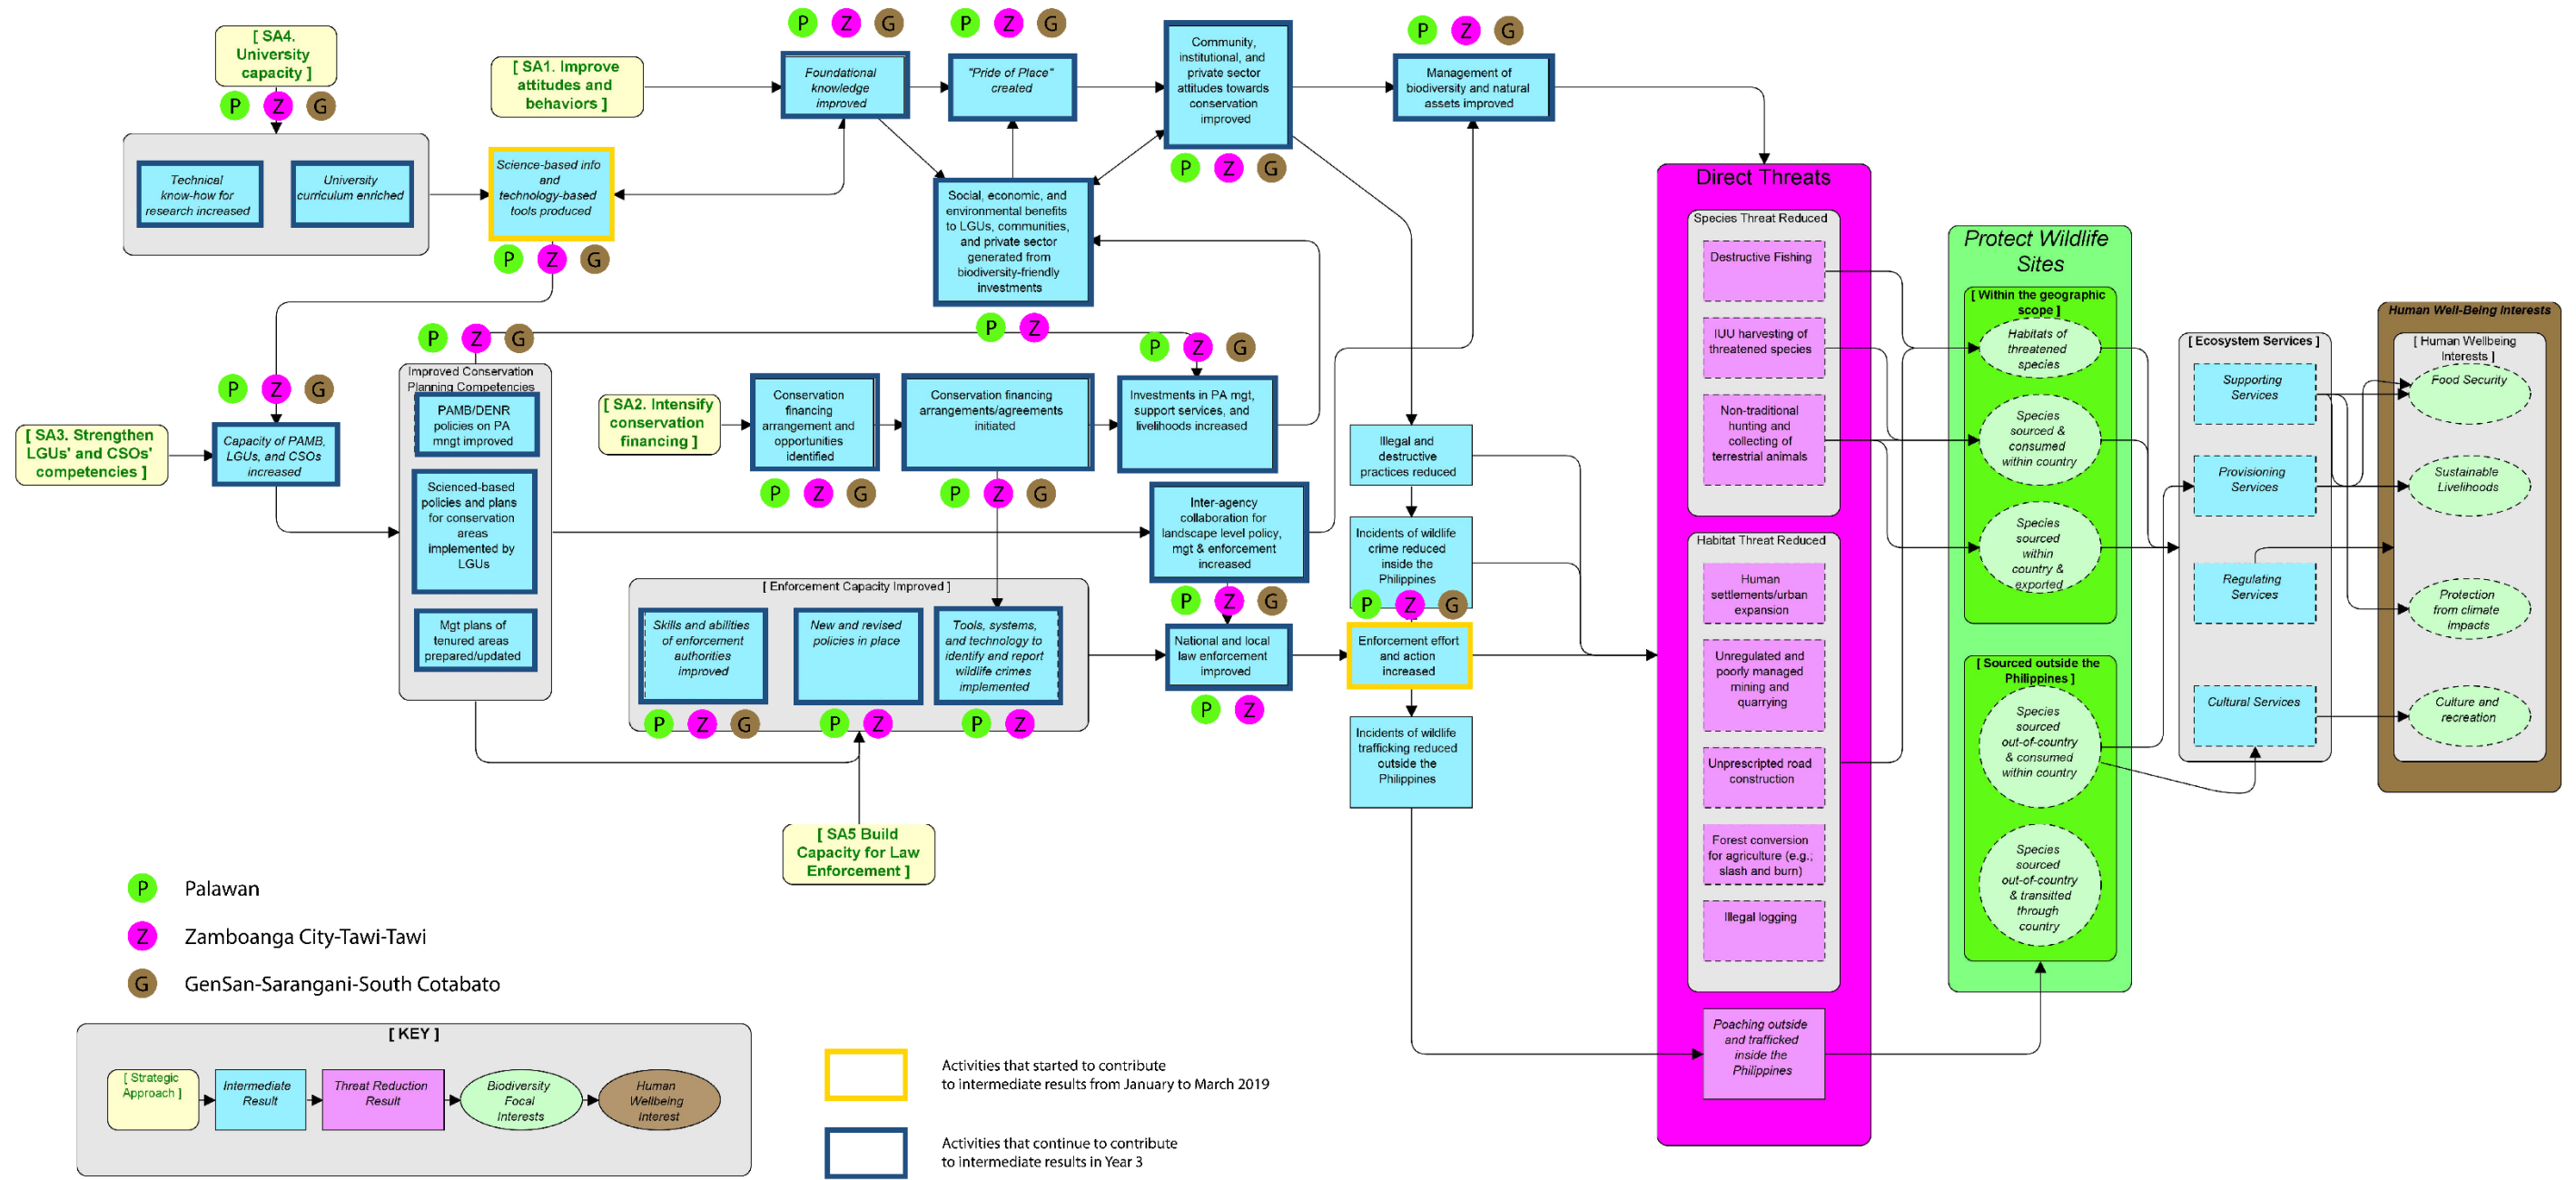 [ SA4.
University
capacity ]
P Z G
Technical
know-how for
research increased
University
curriculum enriched
[ SA1. Improve
attitudes and
behaviors ]
Science-based info
and
technology-based
tools produced
P Z G
P Z G
Foundational
knowledge
improved
P Z G
"Pride of Place"
created
Community,
institutional, and
private sector
attitudes towards
conservation
improved
P Z G
P Z G
Management of
biodiversity and natural
assets improved
Social, economic, and
environmental benefits
to LGUs, communities,
and private sector
generated from
biodiversity-friendly
investments
P Z
[ SA3. Strengthen
LGUs' and CSOs'
competencies ]
P Z G
Capacity of PAMB,
LGUs, and CSOs
increased
P Z G
Improved Conservation
Planning Competencies
PAMB/DENR
policies on PA
mngt improved
Scienced-based
policies and plans
for conservation
areas
implemented by
LGUs
Mgt plans of
tenured areas
prepared/updated
[ SA2. Intensify
conservation
financing ]
Conservation
financing
arrangement and
opportunities
identified
P Z G
Conservation financing
arrangements/agreements
initiated
P Z G
P Z G
Investments in PA mgt,
support services, and
livelihoods increased
Inter-agency
collaboration for
landscape level policy,
mgt & enforcement
increased
P Z G
[ Enforcement Capacity Improved ]
Skills and abilities
of enforcement
authorities
improved
P Z G
New and revised
policies in place
P Z
Tools, systems,
and technology to
identify and report
wildlife crimes
implemented
P Z
National and local
law enforcement
improved
P Z
Illegal and
destructive
practices reduced
Incidents of wildlife
crime reduced
inside the
Philippines
P Z G
Enforcement effort
and action
increased
Incidents of wildlife
trafficking reduced
outside the
Philippines
[ SA5 Build
Capacity for Law
Enforcement ]
Direct Threats
Species Threat Reduced
Destructive Fishing
IUU harvesting of
threatened species
Non-traditional
hunting and
collecting of
terrestrial animals
Habitat Threat Reduced
Human
settlements/urban
expansion
Unregulated and
poorly managed
mining and
quarrying
Unprescripted road
construction
Forest conversion
for agriculture (e.g.;
slash and burn)
Illegal logging
Poaching outside
and trafficked
inside the
Philippines
Protect Wildlife
Sites
[ Within the geographic
scope ]
Habitats of
threatened
species
Species
sourced &
consumed
within country
Species
sourced
within
country &
exported
[ Sourced outside the
Philippines ]
Species
sourced
out-of-country
& consumed
within country
Species
sourced
out-of-country
& transitted
through
country
[ Ecosystem Services ]
Supporting
Services
Provisioning
Services
Regulating
Services
Cultural Services
Human Well-Being Interests
[ Human Wellbeing
Interests ]
Food Security
Sustainable
Livelihoods
Protection
from climate
impacts
Culture and
recreation
P Palawan
Z Zamboanga City-Tawi-Tawi
G GenSan-Sarangani-South Cotabato
[ KEY ]
[ Strategic
Approach ]
Intermediate
Result
Threat Reduction
Result
Biodiversity
Focal
Interests
Human
Wellbeing
Interest
Activities that started to contribute
to intermediate results from January to March 2019
Activities that continue to contribute
to intermediate results in Year 3